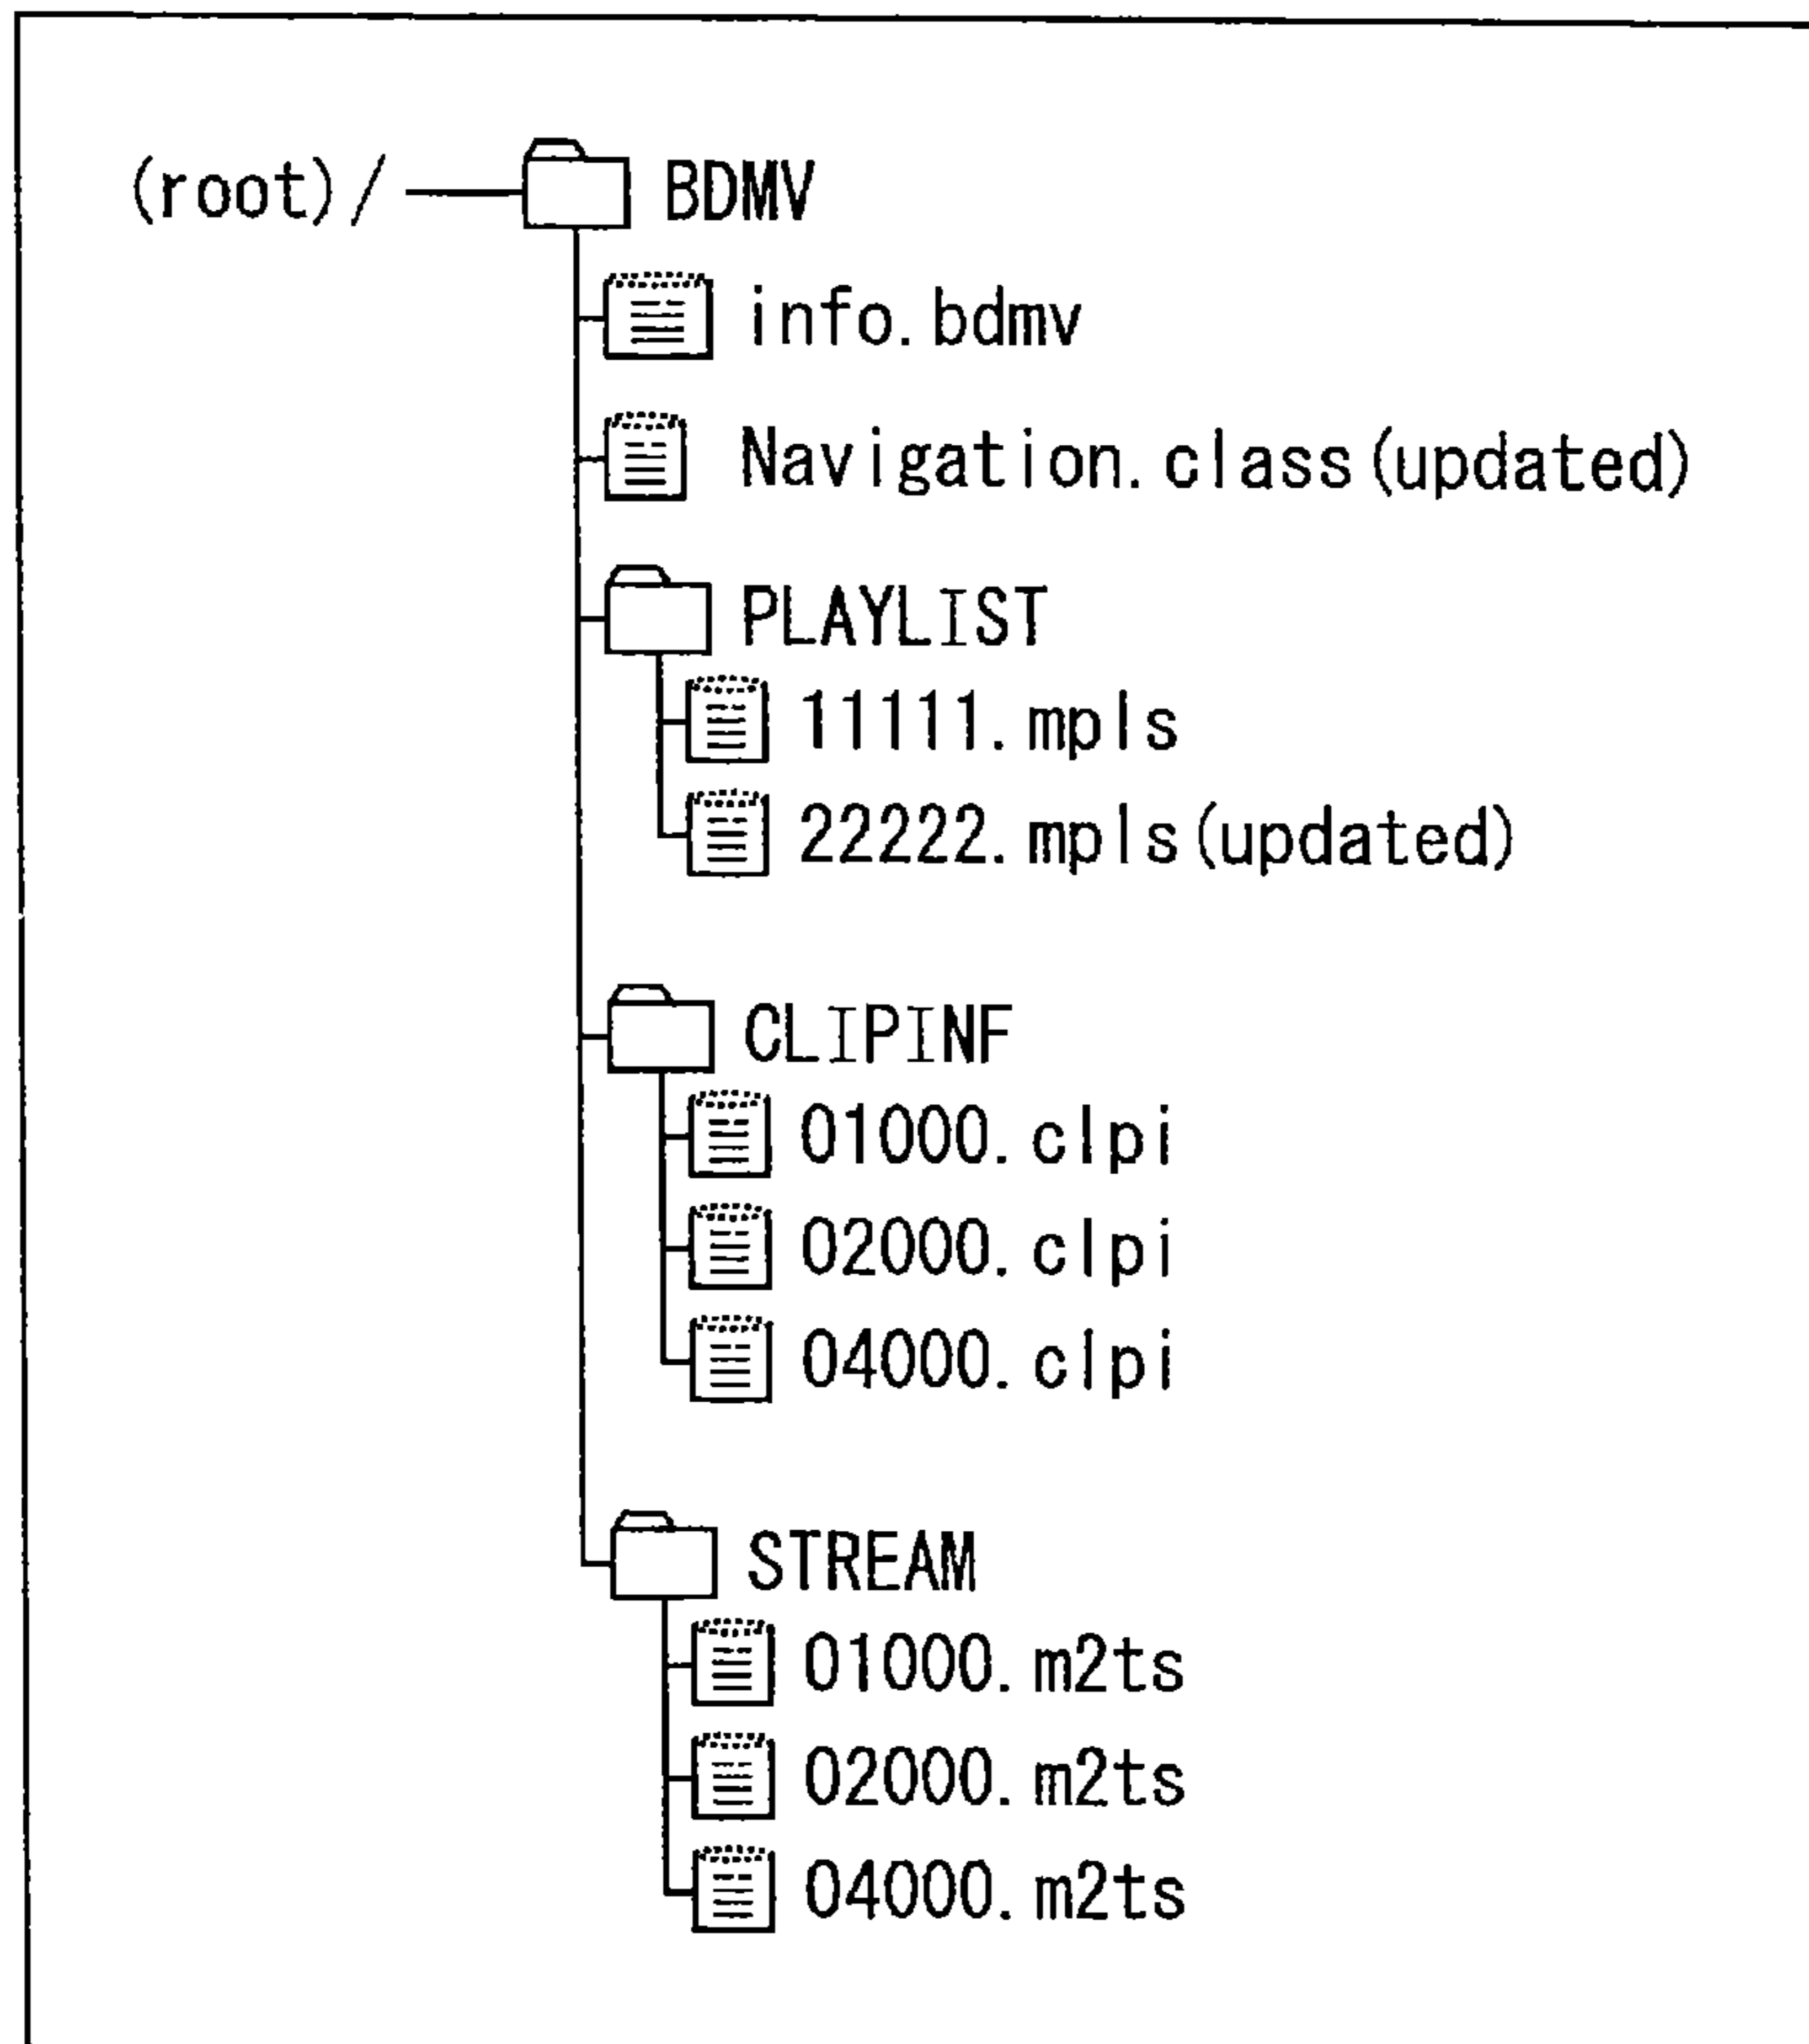 (root)/ BDMV
info.bdmv
Navigation.class(updated)
PLAYLIST
11111.mpls
22222.mpls(updated)
CLIPINF
01000.clpi
02000.clpi
04000.clpi
STREAM
01000.m2ts
02000.m2ts
04000.m2ts